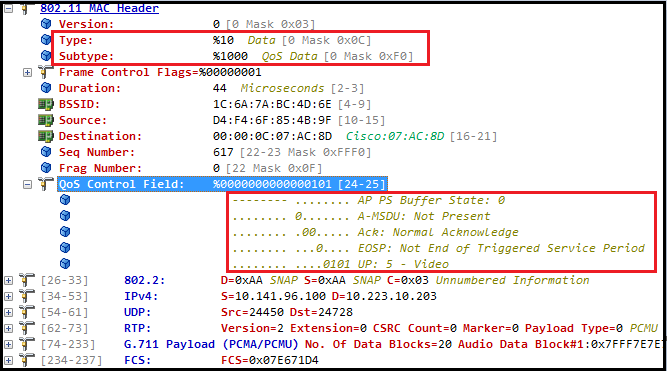 802.11 MAC Header
Version: 0 [0 Mask 0x03]
Type: %10 Data [0 Mask 0x0C]
Subtype: %1000 QoS Data [0 Mask 0xF0]
Frame Control Flags=%00000001
Duration: 44 Microseconds [2-3]
BSSID: 1C:6A:7A:BC:4D:6E [4-9]
Source: D4:F4:6F:85:4B:9F [10-15]
Destination: 00:00:0C:07:AC:8D Cisco:07:AC:8D [16-21]
Seq Number: 617 [22-23 Mask 0xFFF0]
Frag Number: 0 [22 Mask 0x0F]
QoS Control Field: %0000000000000101 [24-25]
-------- ........ AP PS Buffer State: 0
........ 0....... A-MSDU: Not Present
........ .00..... Ack: Normal Acknowledge
........ ...0.... EOSP: Not End of Triggered Service Period
........ ....0101 UP: 5 - Video
[26-33] 802.2: D=0xAA SNAP S=0xAA SNAP C=0x03 Unnumbered Information
[34-53] IPv4: S=10.141.96.100 D=10.223.10.203
[54-61] UDP: Src=24450 Dst=24728
[62-73] RTP: Version=2 Extension=0 CSRC Count=0 Marker=0 Payload Type=0 PCMU
[74-233] G.711 Payload (PCMA/PCMU) No. Of Data Blocks=20 Audio Data Block#1:0x7FFF7E7E7
[234-237] FCS: FCS=0x07E671D4